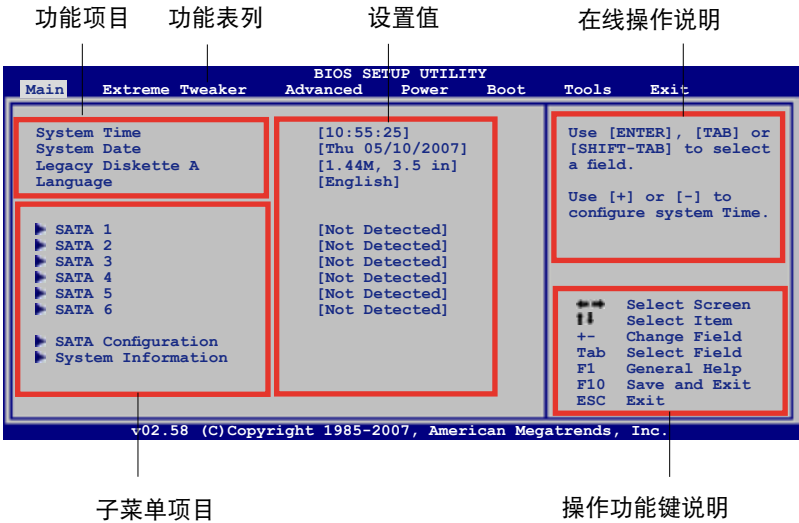 功能项目 功能表列 设置值 在线操作说明
BIOS SETUP UTILITY
Main Extreme Tweaker Advanced Power Boot Tools Exit
System Time [10:55:25]
System Date [Thu 05/10/2007]
Legacy Diskette A [1.44M, 3.5 in]
Language [English]
SATA 1 [Not Detected]
SATA 2 [Not Detected]
SATA 3 [Not Detected]
SATA 4 [Not Detected]
SATA 5 [Not Detected]
SATA 6 [Not Detected]
SATA Configuration
System Information
Use [ENTER], [TAB] or
[SHIFT-TAB] to select
a field.
Use [+] or [-] to
configure system Time.
←→ Select Screen
↑↓ Select Item
+- Change Field
Tab Select Field
F1 General Help
F10 Save and Exit
ESC Exit
v02.58 (C)Copyright 1985-2007, American Megatrends, Inc.
子菜单项目 操作功能键说明